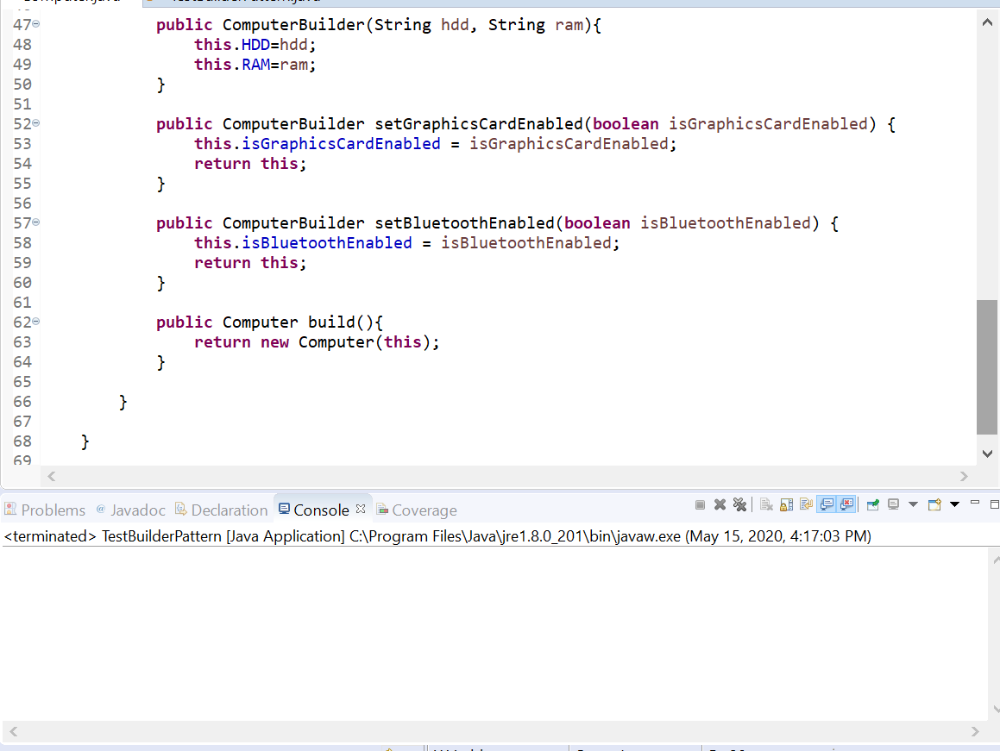 47 public ComputerBuilder(String hdd, String ram){
48 this.HDD=hdd;
49 this.RAM=ram;
50 }
51
52 public ComputerBuilder setGraphicsCardEnabled(boolean isGraphicsCardEnabled) {
53 this.isGraphicsCardEnabled = isGraphicsCardEnabled;
54 return this;
55 }
56
57 public ComputerBuilder setBluetoothEnabled(boolean isBluetoothEnabled) {
58 this.isBluetoothEnabled = isBluetoothEnabled;
59 return this;
60 }
61
62 public Computer build(){
63 return new Computer(this);
64 }
65
66 }
67
68 }
69
Problems @ Javadoc Declaration Console Coverage
<terminated> TestBuilderPattern [Java Application] C:\Program Files\Java\jre1.8.0_201\bin\javaw.exe (May 15, 2020, 4:17:03 PM)